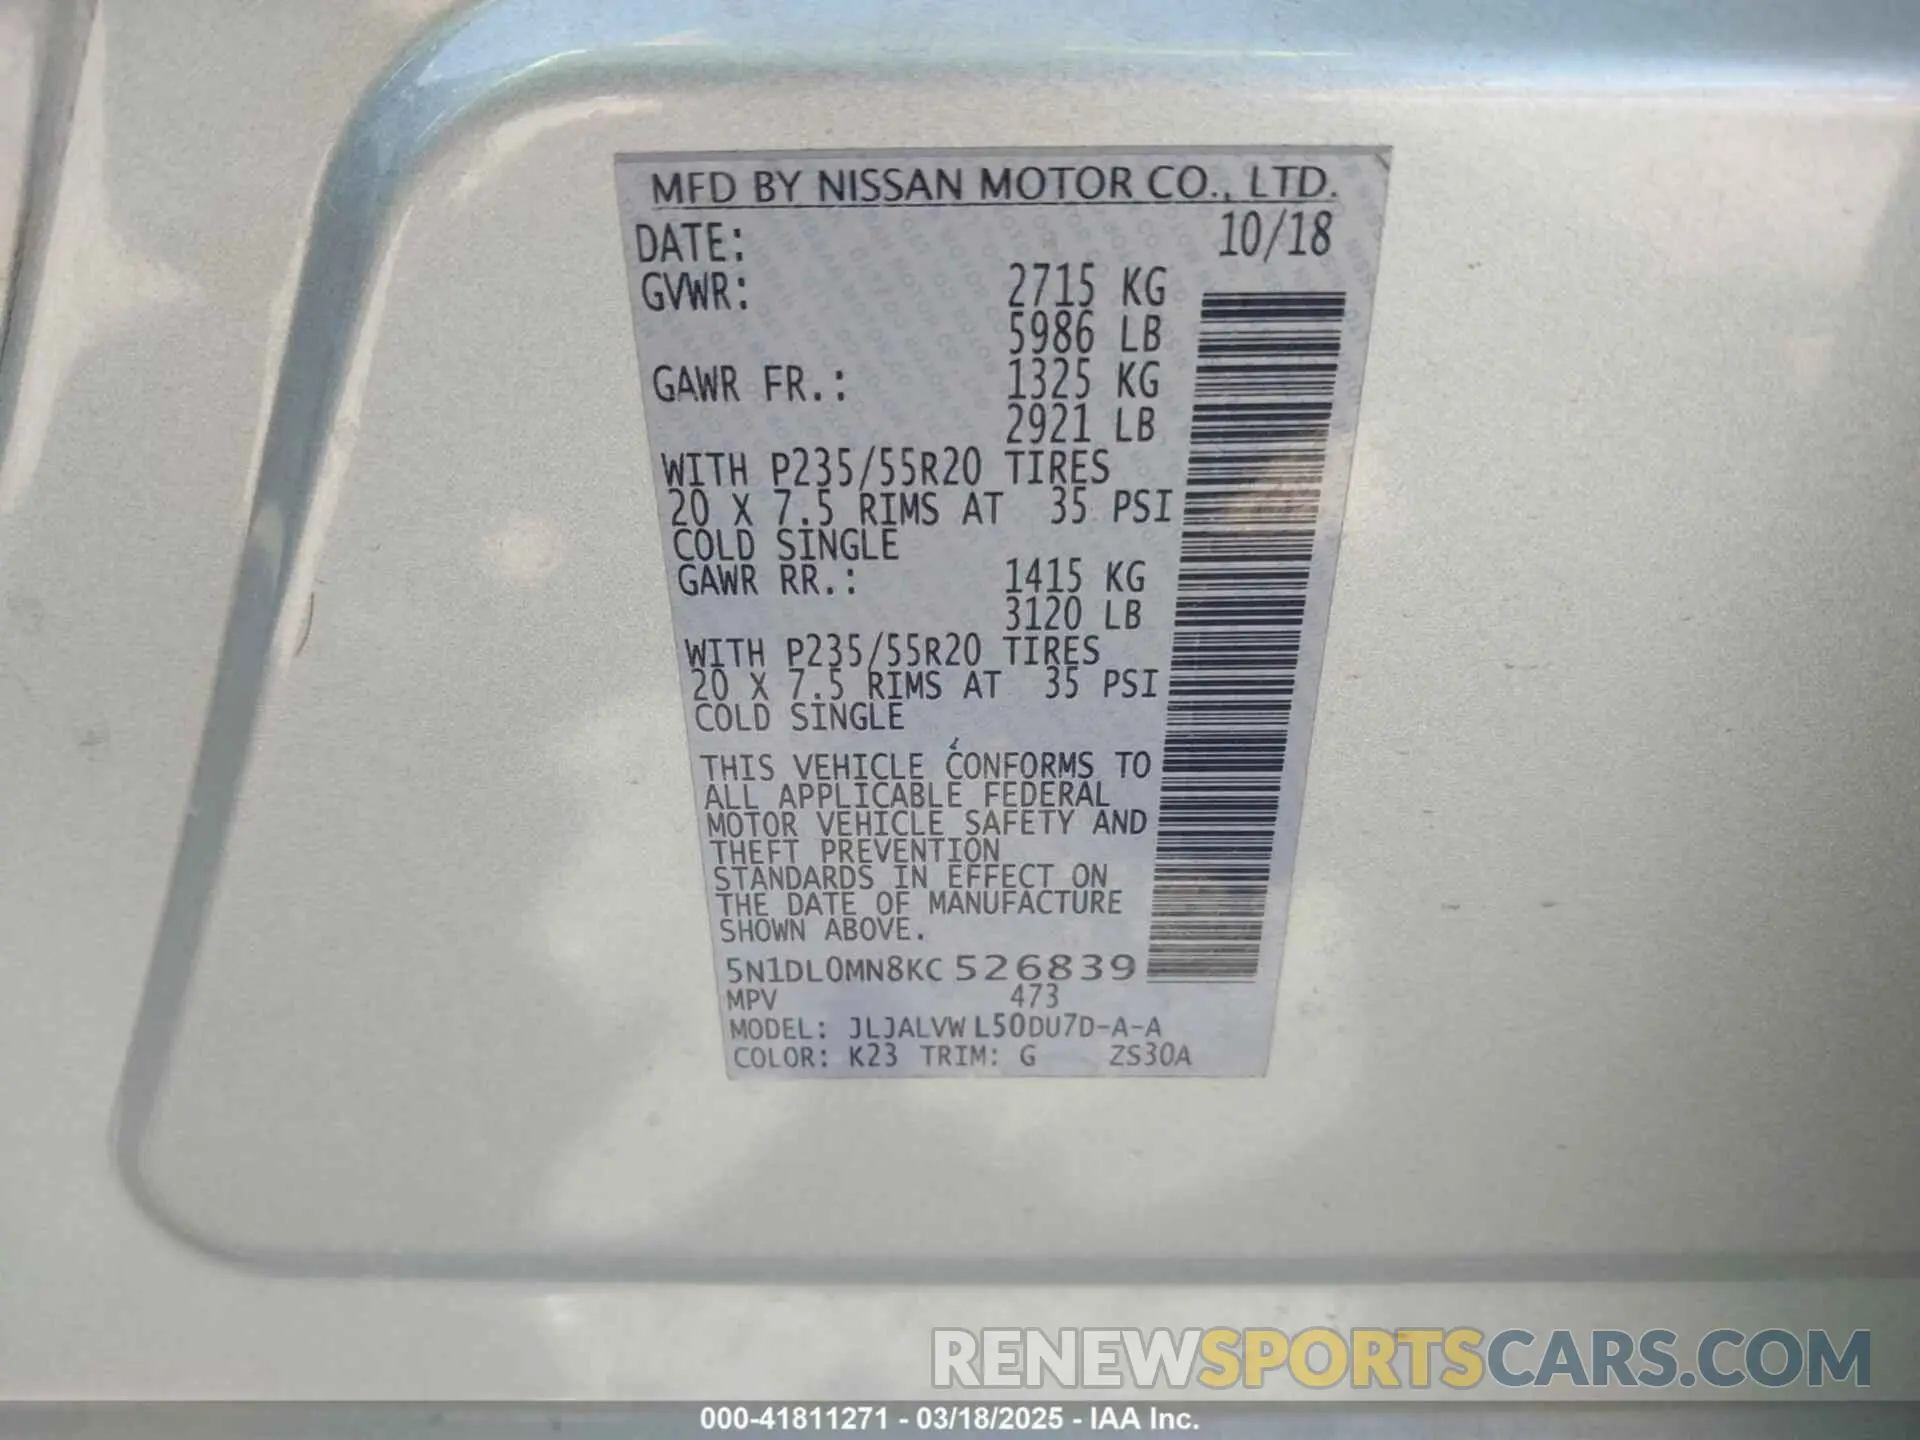 MFD BY NISSAN MOTOR CO., LTD.
DATE: 10/18
GVWR: 2715 KG
5986 LB
GAWR FR.: 1325 KG
2921 LB
WITH P235/55R20 TIRES
20 X 7.5 RIMS AT 35 PSI
COLD SINGLE
GAWR RR.: 1415 KG
3120 LB
WITH P235/55R20 TIRES
20 X 7.5 RIMS AT 35 PSI
COLD SINGLE
THIS VEHICLE CONFORMS TO
ALL APPLICABLE FEDERAL
MOTOR VEHICLE SAFETY AND
THEFT PREVENTION
STANDARDS IN EFFECT ON
THE DATE OF MANUFACTURE
SHOWN ABOVE.
5N1DL0MN8KC 526839
MPV 473
MODEL: JLJALVW L50DU7D-A-A
COLOR: K23 TRIM: G ZS30A
RENEWSPORTSCARS.COM
000-41811271 - 03/18/2025 - IAA Inc.